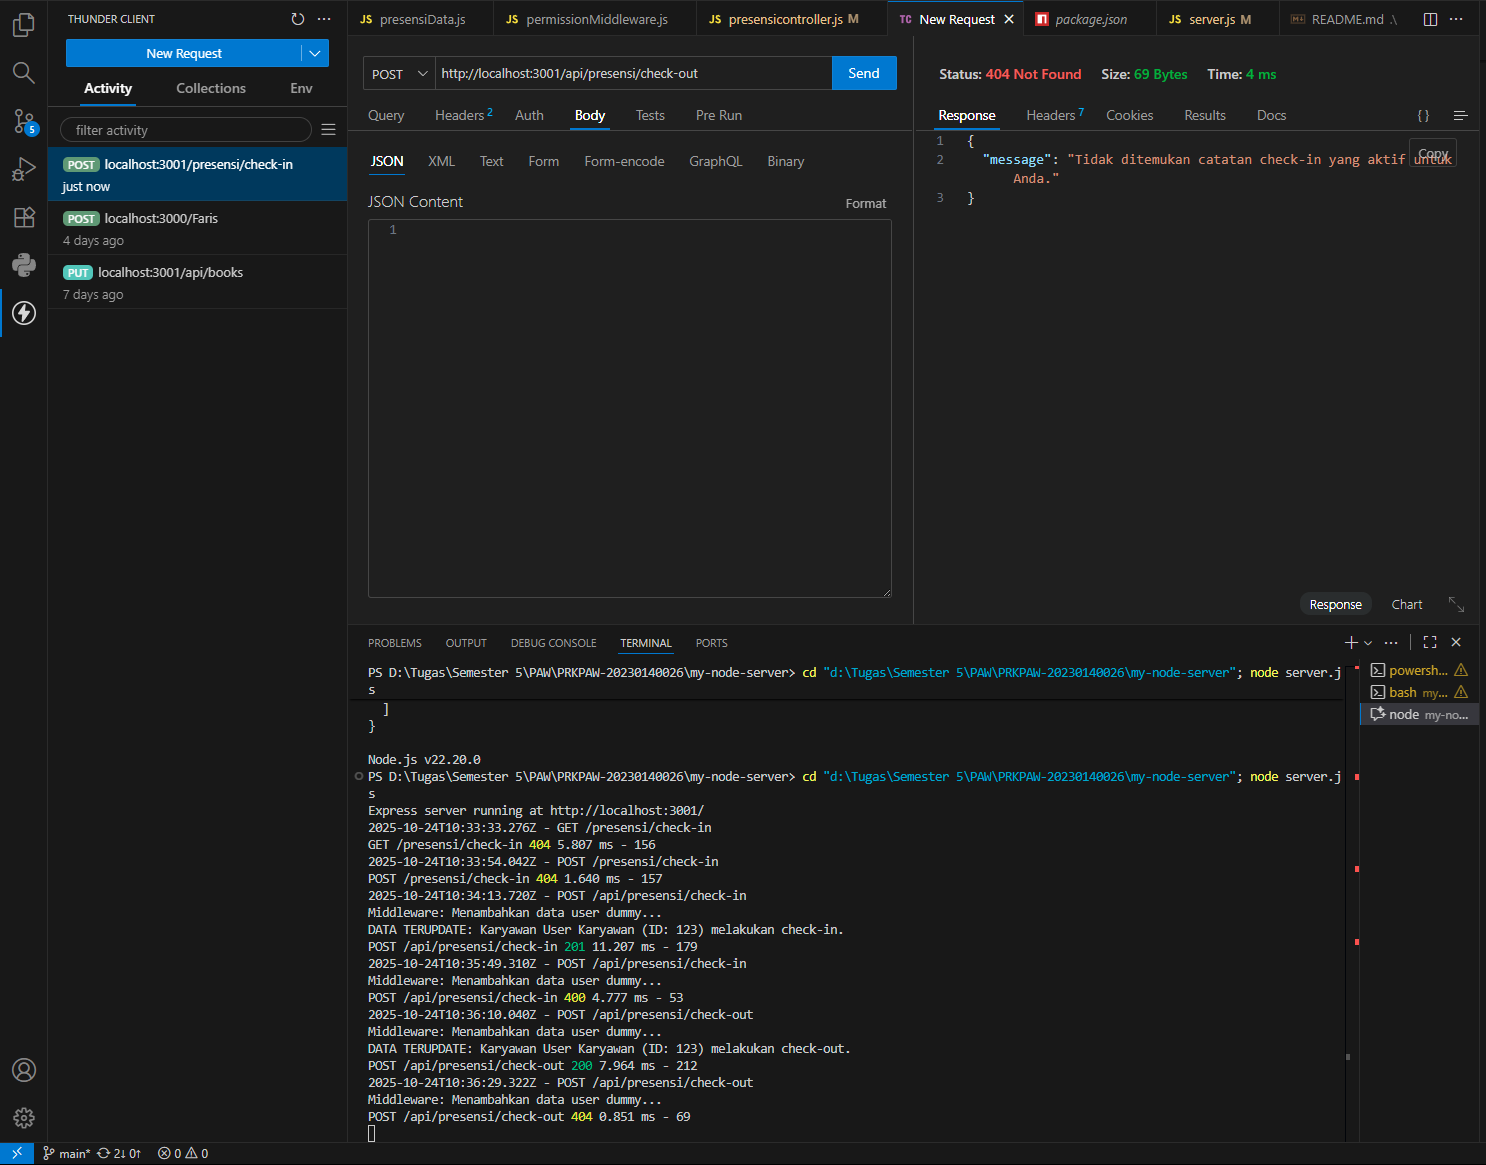 THUNDER CLIENT
New Request
Activity Collections Env
filter activity
POST localhost:3001/presensi/check-in
just now
POST localhost:3000/Faris
4 days ago
PUT localhost:3001/api/books
7 days ago
5
JS presensiData.js
JS permissionMiddleware.js
JS presensicontroller.js M
TC New Request
package.json
JS server.js M
README.md .\
POST http://localhost:3001/api/presensi/check-out Send
Query Headers 2 Auth Body Tests Pre Run
JSON XML Text Form Form-encode GraphQL Binary
JSON Content Format
1
Status: 404 Not Found Size: 69 Bytes Time: 4 ms
Response Headers 7 Cookies Results Docs { }
Copy
1 {
2 "message": "Tidak ditemukan catatan check-in yang aktif untuk
Anda."
3 }
Response Chart
PROBLEMS OUTPUT DEBUG CONSOLE TERMINAL PORTS
PS D:\Tugas\Semester 5\PAW\PRKPAW-20230140026\my-node-server> cd "d:\Tugas\Semester 5\PAW\PRKPAW-20230140026\my-node-server"; node server.j
s
]
}
Node.js v22.20.0
PS D:\Tugas\Semester 5\PAW\PRKPAW-20230140026\my-node-server> cd "d:\Tugas\Semester 5\PAW\PRKPAW-20230140026\my-node-server"; node server.j
s
Express server running at http://localhost:3001/
2025-10-24T10:33:33.276Z - GET /presensi/check-in
GET /presensi/check-in 404 5.807 ms - 156
2025-10-24T10:33:54.042Z - POST /presensi/check-in
POST /presensi/check-in 404 1.640 ms - 157
2025-10-24T10:34:13.720Z - POST /api/presensi/check-in
Middleware: Menambahkan data user dummy...
DATA TERUPDATE: Karyawan User Karyawan (ID: 123) melakukan check-in.
POST /api/presensi/check-in 201 11.207 ms - 179
2025-10-24T10:35:49.310Z - POST /api/presensi/check-in
Middleware: Menambahkan data user dummy...
POST /api/presensi/check-in 400 4.777 ms - 53
2025-10-24T10:36:10.040Z - POST /api/presensi/check-out
Middleware: Menambahkan data user dummy...
DATA TERUPDATE: Karyawan User Karyawan (ID: 123) melakukan check-out.
POST /api/presensi/check-out 200 7.964 ms - 212
2025-10-24T10:36:29.322Z - POST /api/presensi/check-out
Middleware: Menambahkan data user dummy...
POST /api/presensi/check-out 404 0.851 ms - 69
powersh...
bash my...
node my-no...
main* 2↓ 0↑ 0 0